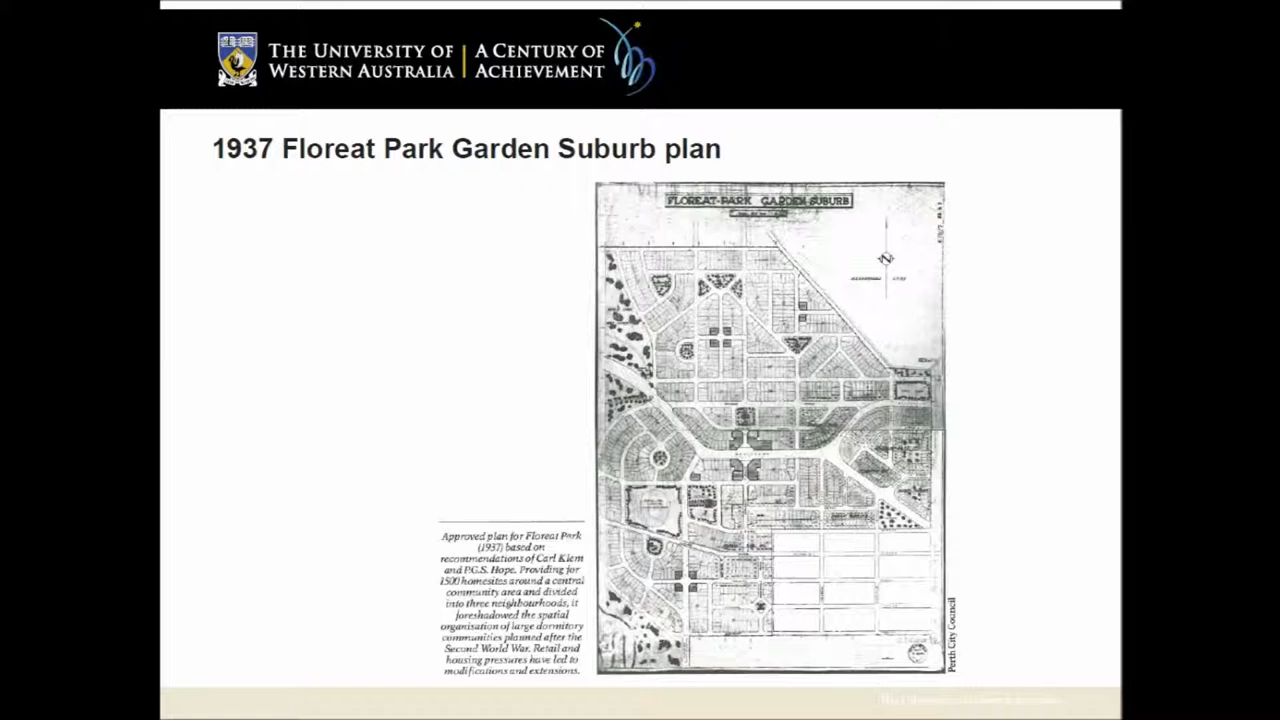 THE UNIVERSITY OF
WESTERN AUSTRALIA
A CENTURY OF
ACHIEVEMENT
1937 Floreat Park Garden Suburb plan
FLOREAT-PARK GARDEN-SUBURB
N
Approved plan for Floreat Park
(1937) based on
recommendations of Carl Klem
and P.C.S. Hope. Providing for
1500 homesites around a central
community area and divided
into three neighbourhoods, it
foreshadowed the spatial
organisation of large dormitory
communities planned after the
Second World War. Retail and
housing pressures have led to
modifications and extensions.
Perth City Council